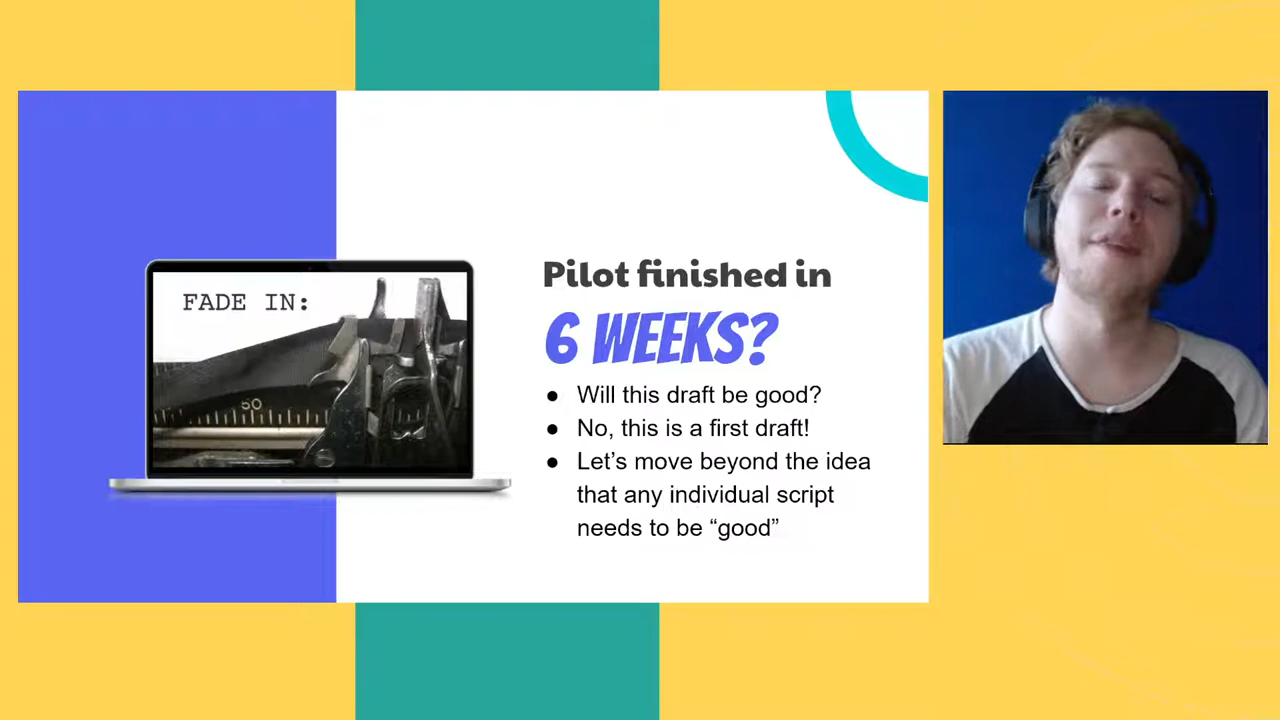 FADE IN:
50
Pilot finished in
6 WEEKS?
● Will this draft be good?
● No, this is a first draft!
● Let’s move beyond the idea
that any individual script
needs to be “good”